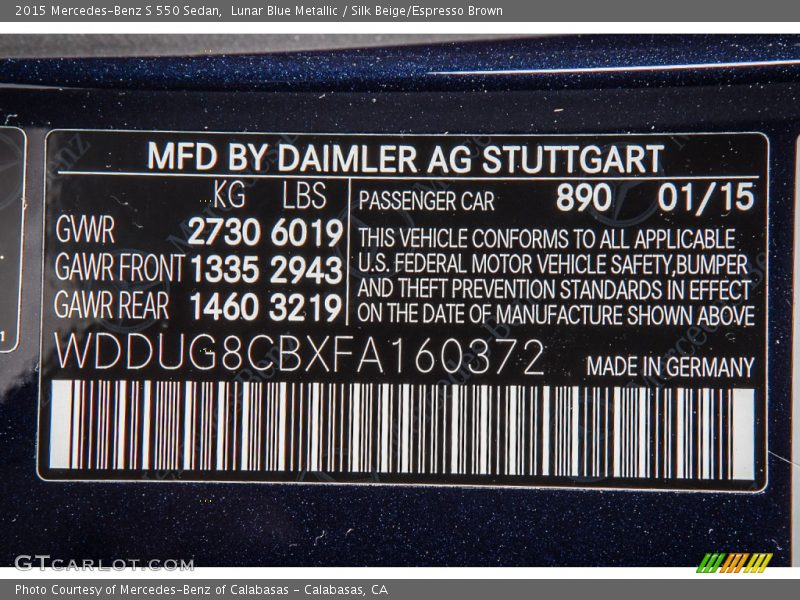 2015 Mercedes-Benz S 550 Sedan,  Lunar Blue Metallic / Silk Beige/Espresso Brown
MFD BY DAIMLER AG STUTTGART
KG LBS
GVWR 2730 6019
GAWR FRONT 1335 2943
GAWR REAR 1460 3219
PASSENGER CAR 890 01/15
THIS VEHICLE CONFORMS TO ALL APPLICABLE
U.S. FEDERAL MOTOR VEHICLE SAFETY,BUMPER
AND THEFT PREVENTION STANDARDS IN EFFECT
ON THE DATE OF MANUFACTURE SHOWN ABOVE
WDDUG8CBXFA160372
MADE IN GERMANY
1
GTCARLOT.COM
Photo Courtesy of Mercedes-Benz of Calabasas - Calabasas, CA